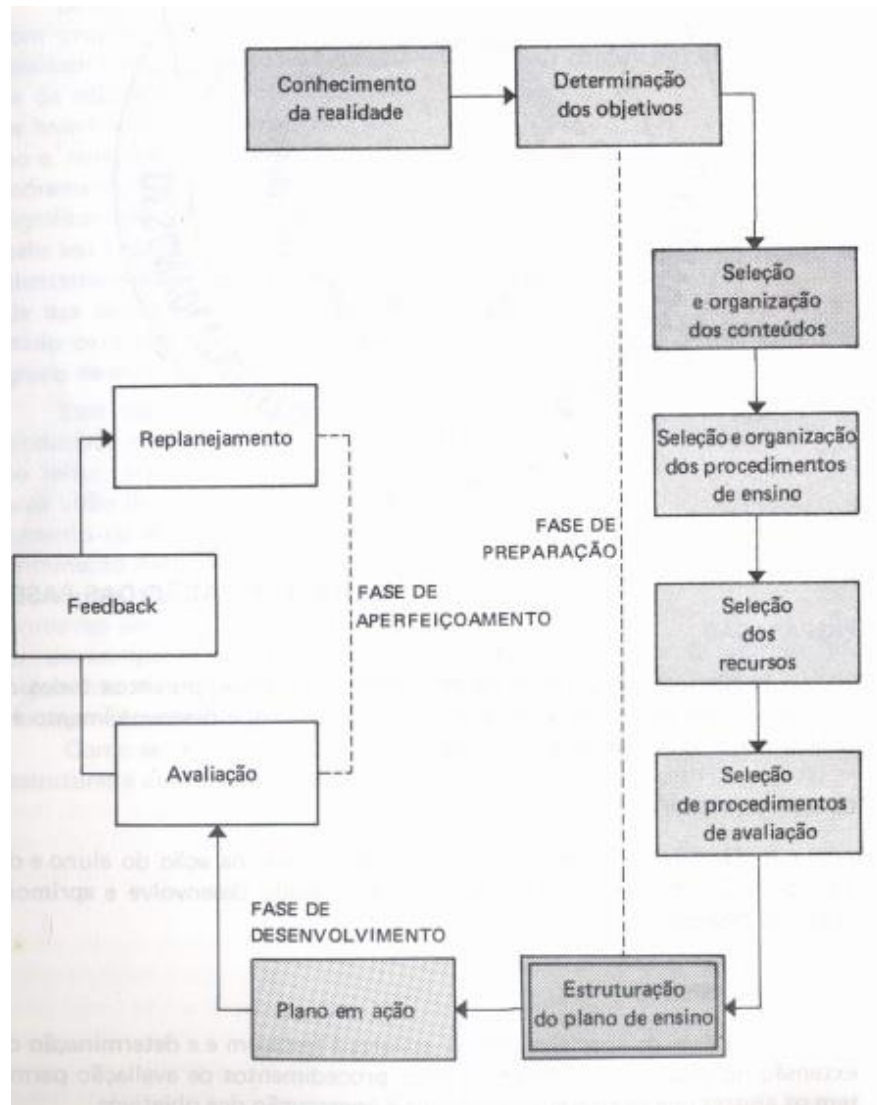 Conhecimento
da realidade
Determinação
dos objetivos
Seleção
e organização
dos conteúdos
Seleção e organização
dos procedimentos
de ensino
Seleção
dos
recursos
Seleção
de procedimentos
de avaliação
Estruturação
do plano de ensino
FASE DE
PREPARAÇÃO
Plano em ação
FASE DE
DESENVOLVIMENTO
Avaliação
Feedback
Replanejamento
FASE DE
APERFEIÇOAMENTO